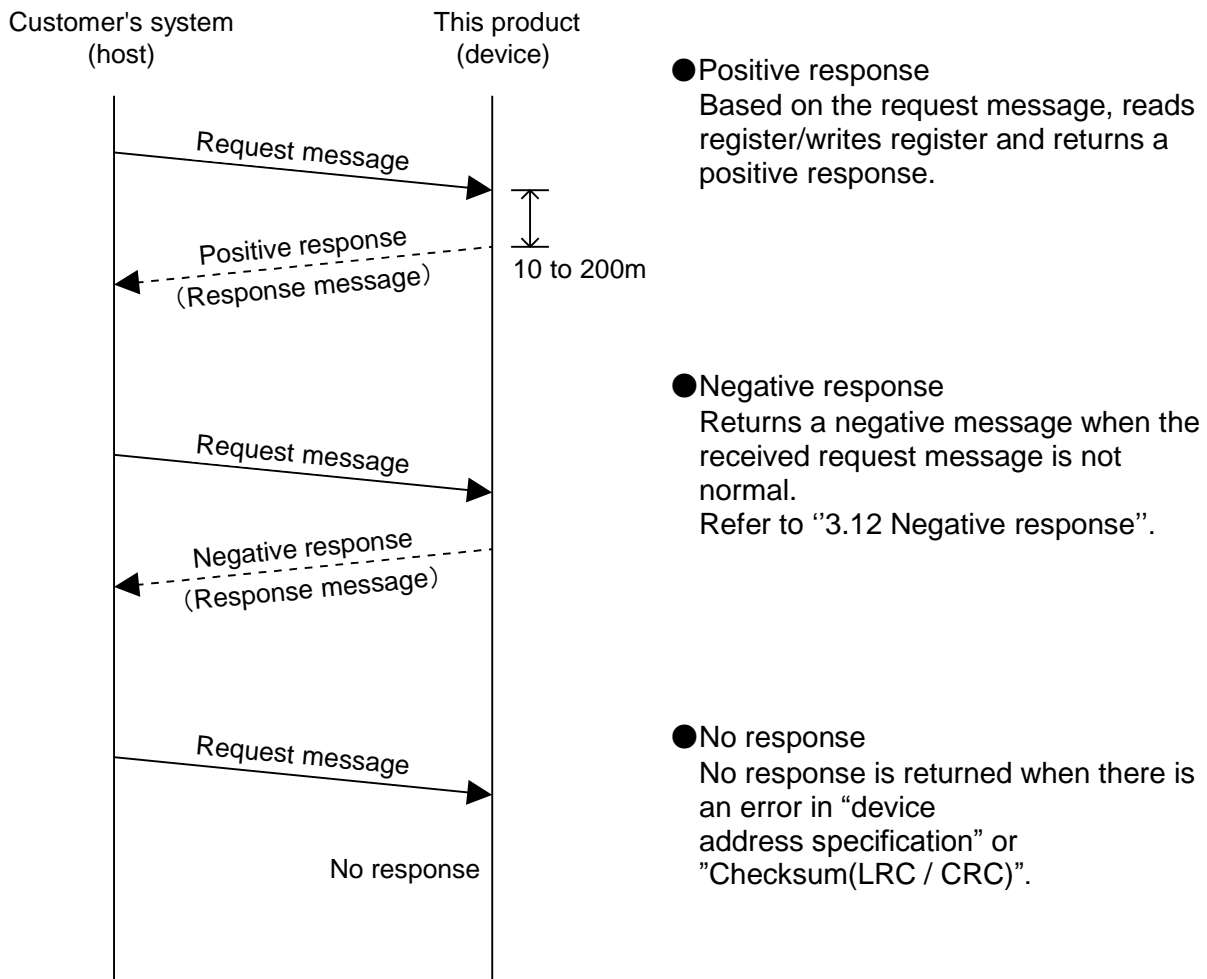 Customer's system
(host)
This product
(device)
Request message
Positive response
（Response message）
10 to 200m
●Positive response
Based on the request message, reads
register/writes register and returns a
positive response.
Request message
Negative response
（Response message）
●Negative response
Returns a negative message when the
received request message is not
normal.
Refer to ‘‘3.12 Negative response’’.
Request message
No response
●No response
No response is returned when there is
an error in “device
address specification” or
”Checksum(LRC / CRC)”.